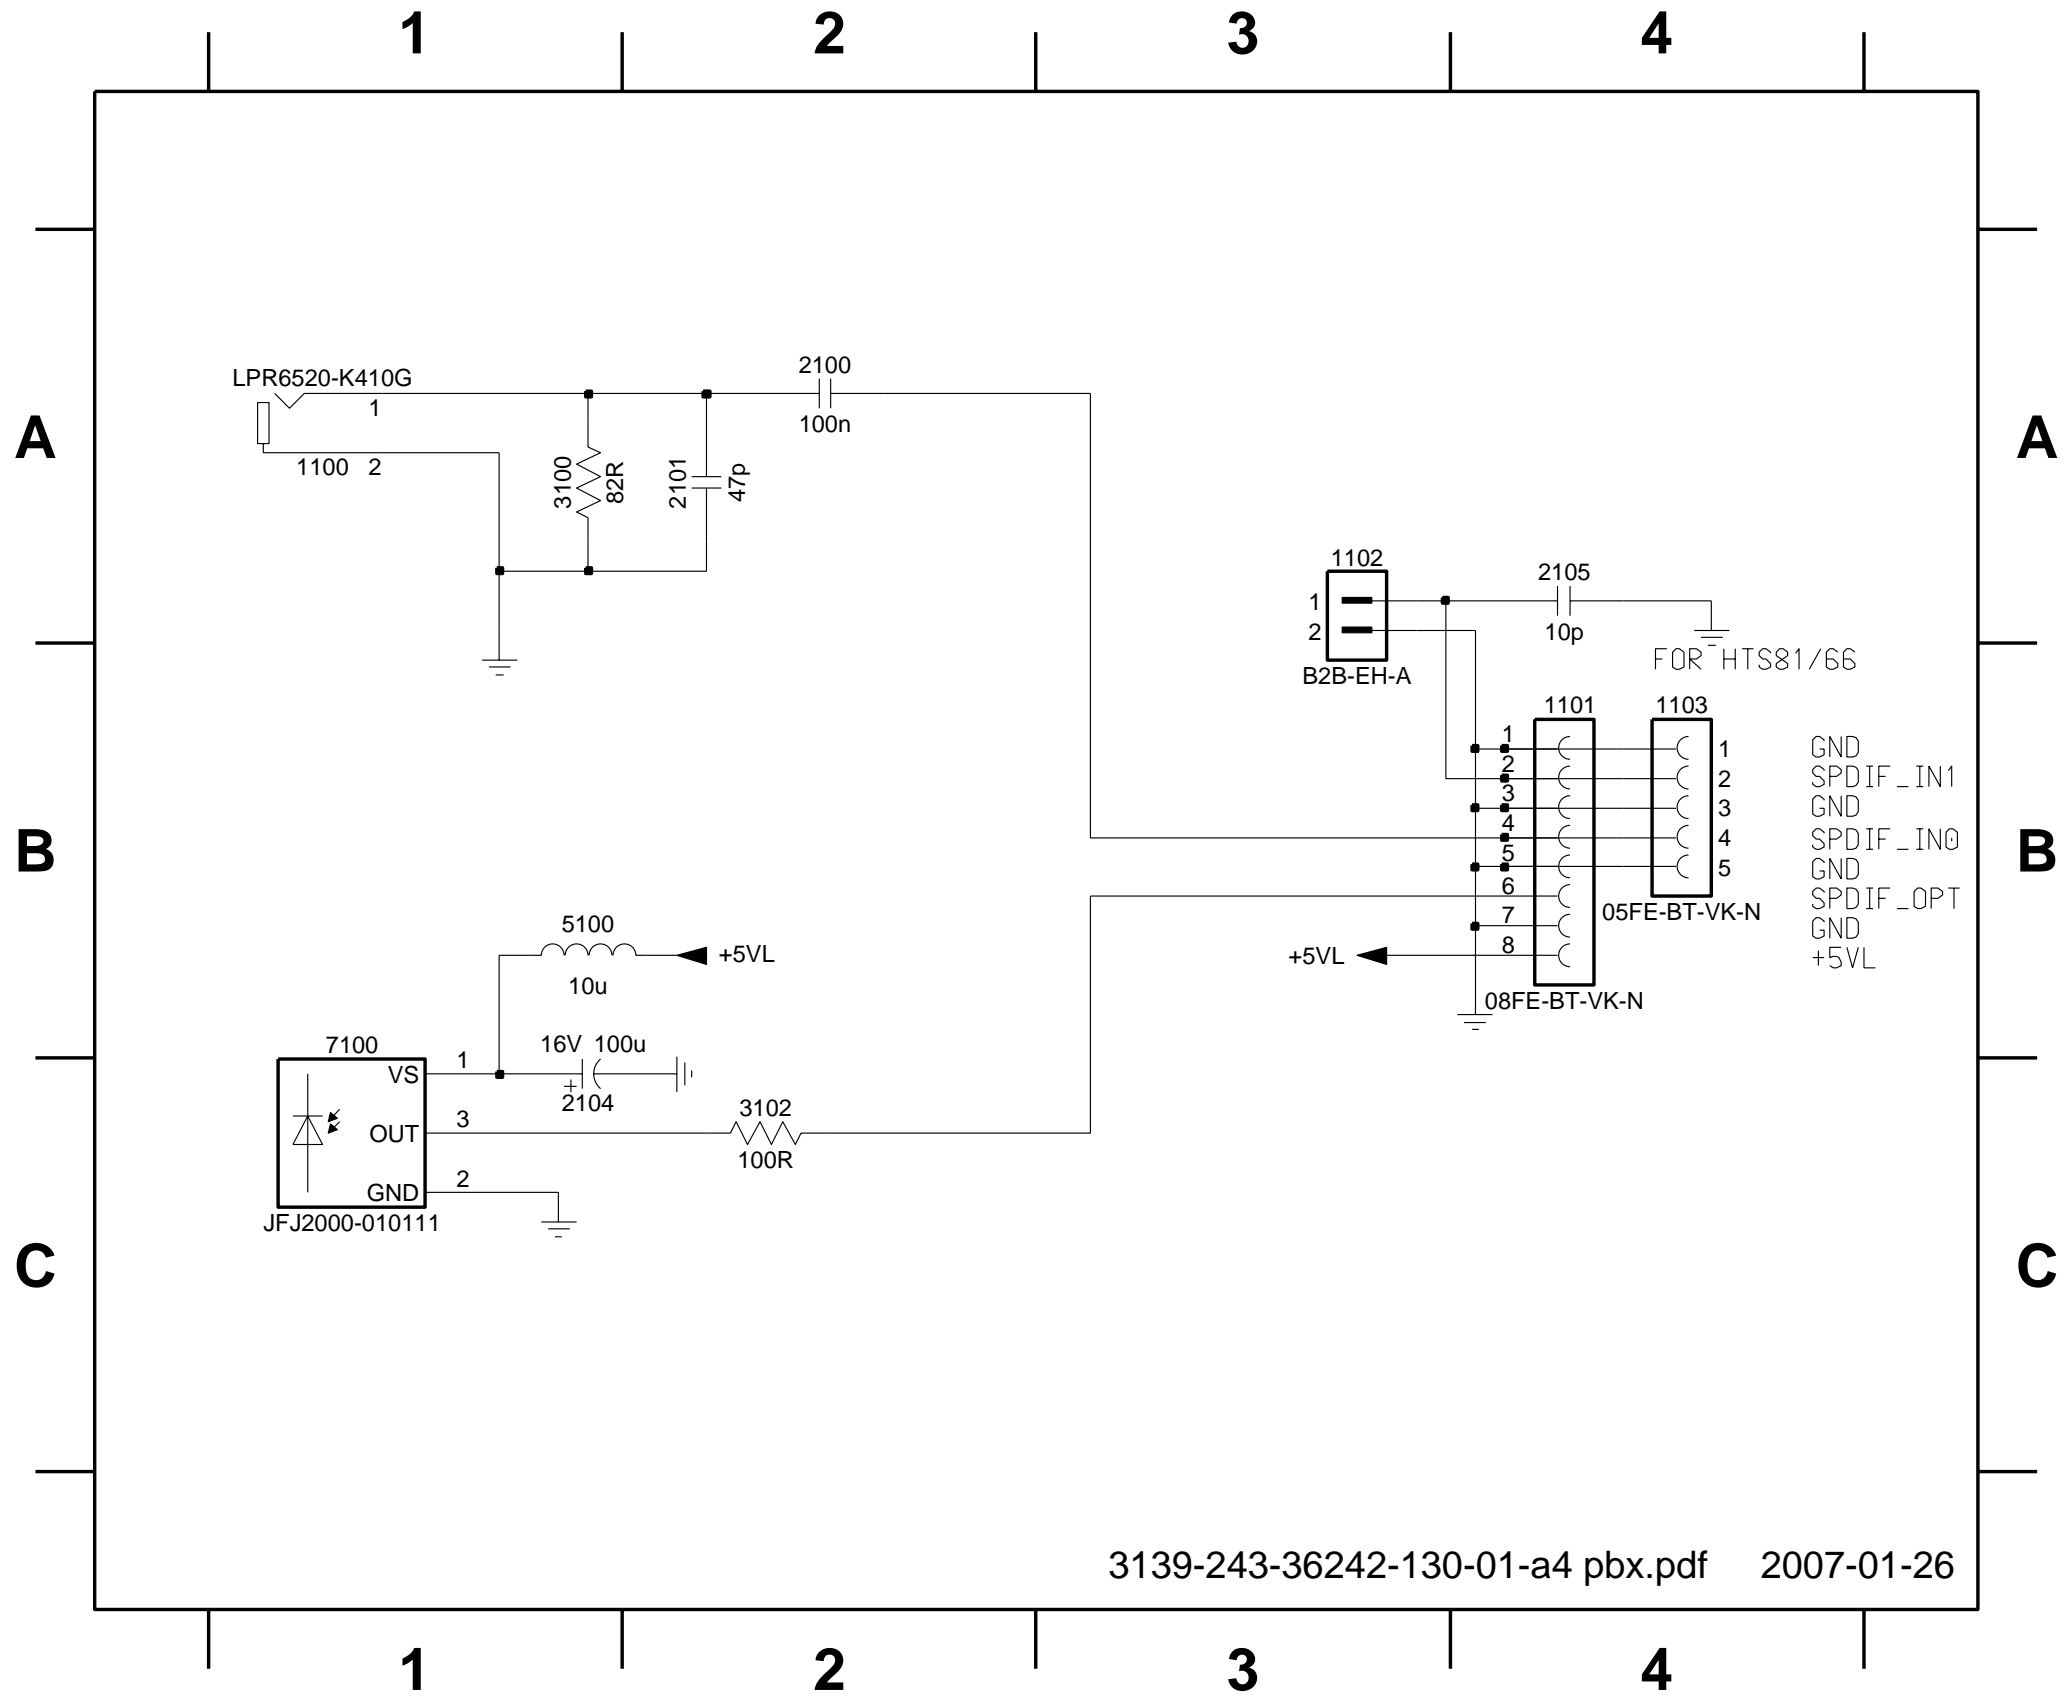 1 2 3 4
A A
B B
C C
LPR6520-K410G
1
1100 2
3100
82R
2101
47p
2100
100n
1102
1
2
B2B-EH-A
2105
10p
FOR HTS81/66
1101
1
2
3
4
5
6
7
8
08FE-BT-VK-N
1103
1
2
3
4
5
05FE-BT-VK-N
GND
SPDIF_IN1
GND
SPDIF_IN0
GND
SPDIF_OPT
GND
+5VL
+5VL
5100
+5VL
10u
16V 100u
+
2104
7100
VS
OUT
GND
1
3
2
JFJ2000-010111
3102
100R
3139-243-36242-130-01-a4 pbx.pdf 2007-01-26
1 2 3 4